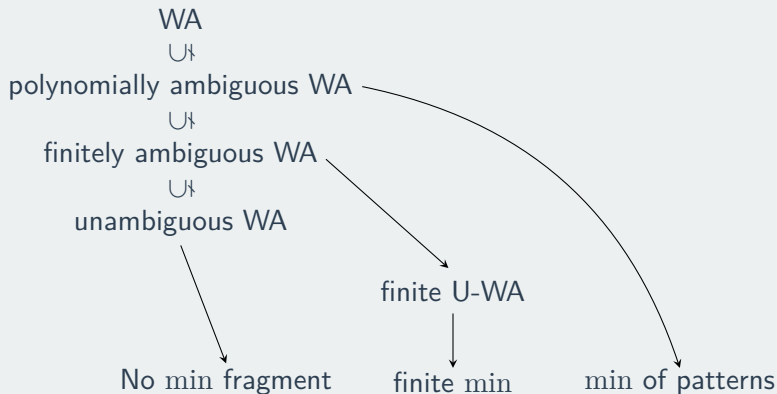 WA
∪⊬
polynomially ambiguous WA
∪⊬
finitely ambiguous WA
∪⊬
unambiguous WA
finite U-WA
No min fragment finite min min of patterns